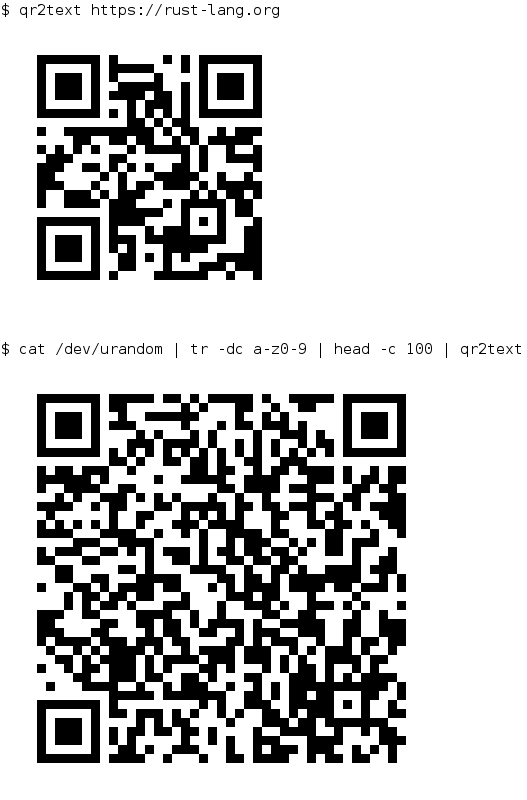 $ qr2text https://rust-lang.org
$ cat /dev/urandom | tr -dc a-z0-9 | head -c 100 | qr2text